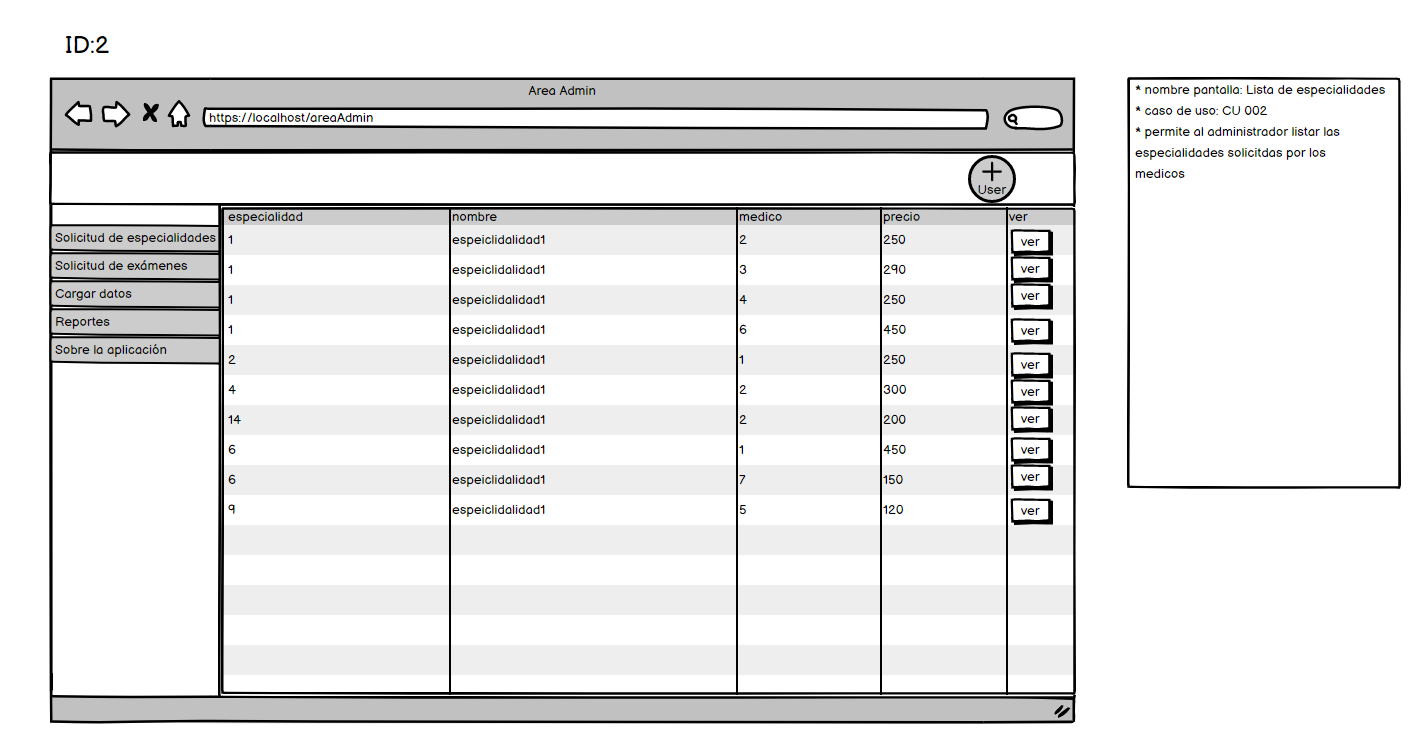 ID:2
Area Admin
https://localhost/areaAdmin
User
especialidad nombre medico precio ver
1 espeiclidalidad1 2 250 ver
1 espeiclidalidad1 3 290 ver
1 espeiclidalidad1 4 250 ver
1 espeiclidalidad1 6 450 ver
2 espeiclidalidad1 1 250 ver
4 espeiclidalidad1 2 300 ver
14 espeiclidalidad1 2 200 ver
6 espeiclidalidad1 1 450 ver
6 espeiclidalidad1 7 150 ver
9 espeiclidalidad1 5 120 ver
Solicitud de especialidades
Solicitud de exámenes
Cargar datos
Reportes
Sobre la aplicación
* nombre pantalla: Lista de especialidades
* caso de uso: CU 002
* permite al administrador listar las
especialidades solicitdas por los
medicos